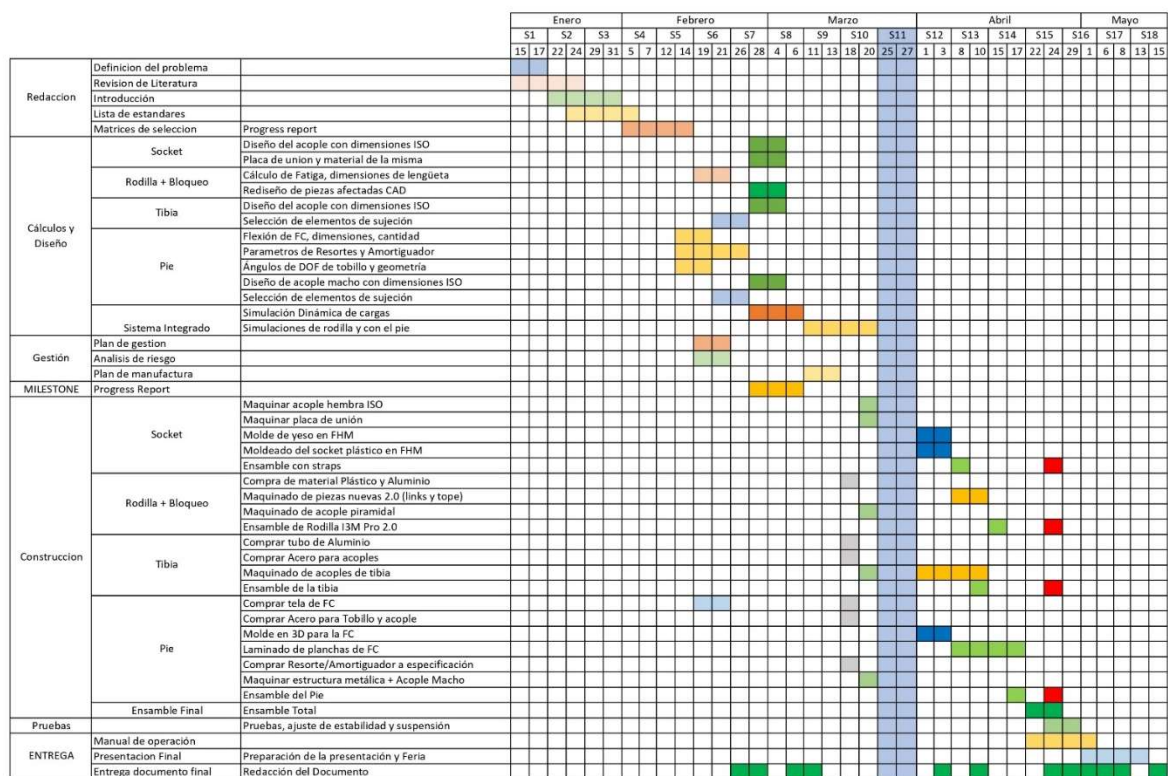 Enero Febrero Marzo Abril Mayo
S1 S2 S3 S4 S5 S6 S7 S8 S9 S10 S11 S12 S13 S14 S15 S16 S17 S18
15 17 22 24 29 31 5 7 12 14 19 21 26 28 4 6 11 13 18 20 25 27 1 3 8 10 15 17 22 24 29 1 6 8 13 15
Redaccion
Definicion del problema
Revision de Literatura
Introducción
Lista de estandares
Matrices de seleccion Progress report
Cálculos y Diseño
Socket
Diseño del acople con dimensiones ISO
Placa de union y material de la misma
Rodilla + Bloqueo
Cálculo de Fatiga, dimensiones de lengüeta
Rediseño de piezas afectadas CAD
Tibia
Diseño del acople con dimensiones ISO
Selección de elementos de sujeción
Pie
Flexión de FC, dimensiones, cantidad
Parametros de Resortes y Amortiguador
Ángulos de DOF de tobillo y geometría
Diseño de acople macho con dimensiones ISO
Selección de elementos de sujeción
Simulación Dinámica de cargas
Sistema Integrado Simulaciones de rodilla y con el pie
Gestión
Plan de gestion
Analisis de riesgo
Plan de manufactura
MILESTONE Progress Report
Construccion
Socket
Maquinar acople hembra ISO
Maquinar placa de unión
Molde de yeso en FHM
Moldeado del socket plástico en FHM
Ensamble con straps
Rodilla + Bloqueo
Compra de material Plástico y Aluminio
Maquinado de piezas nuevas 2.0 (links y tope)
Maquinado de acople piramidal
Ensamble de Rodilla I3M Pro 2.0
Tibia
Comprar tubo de Aluminio
Comprar Acero para acoples
Maquinado de acoples de tibia
Ensamble de la tibia
Pie
Comprar tela de FC
Comprar Acero para Tobillo y acople
Molde en 3D para la FC
Laminado de planchas de FC
Comprar Resorte/Amortiguador a especificación
Maquinar estructura metálica + Acople Macho
Ensamble del Pie
Ensamble Final Ensamble Total
Pruebas Pruebas, ajuste de estabilidad y suspensión
ENTREGA
Manual de operación
Presentacion Final Preparación de la presentación y Feria
Entrega documento final Redacción del Documento